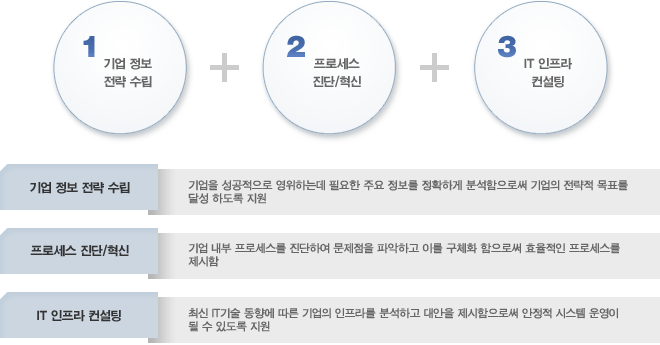 1
기업 정보
전략 수립
2
프로세스
진단/혁신
3
IT 인프라
컨설팅
기업 정보 전략 수립
기업을 성공적으로 영위하는데 필요한 주요 정보를 정확하게 분석함으로써 기업의 전략적 목표를
달성 하도록 지원
프로세스 진단/혁신
기업 내부 프로세스를 진단하여 문제점을 파악하고 이를 구체화 함으로써 효율적인 프로세스를
제시함
IT 인프라 컨설팅
최신 IT기술 동향에 따른 기업의 인프라를 분석하고 대안을 제시함으로써 안정적 시스템 운영이
될 수 있도록 지원